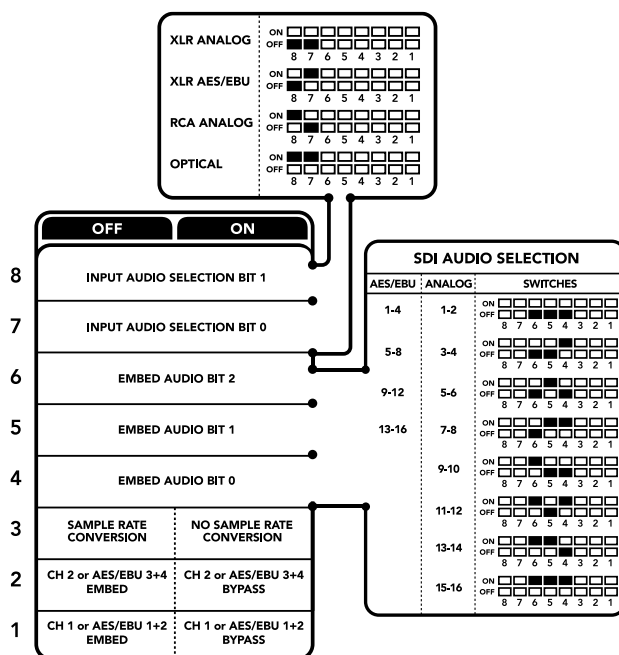 XLR ANALOG
ON
OFF
8 7 6 5 4 3 2 1
XLR AES/EBU
ON
OFF
8 7 6 5 4 3 2 1
RCA ANALOG
ON
OFF
8 7 6 5 4 3 2 1
OPTICAL
ON
OFF
8 7 6 5 4 3 2 1
OFF ON
8 INPUT AUDIO SELECTION BIT 1
7 INPUT AUDIO SELECTION BIT 0
6 EMBED AUDIO BIT 2
5 EMBED AUDIO BIT 1
4 EMBED AUDIO BIT 0
3 SAMPLE RATE CONVERSION NO SAMPLE RATE CONVERSION
2 CH 2 or AES/EBU 3+4 EMBED CH 2 or AES/EBU 3+4 BYPASS
1 CH 1 or AES/EBU 1+2 EMBED CH 1 or AES/EBU 1+2 BYPASS
SDI AUDIO SELECTION
AES/EBU ANALOG SWITCHES
1-4 1-2
ON
OFF
8 7 6 5 4 3 2 1
5-8 3-4
ON
OFF
8 7 6 5 4 3 2 1
9-12 5-6
ON
OFF
8 7 6 5 4 3 2 1
13-16 7-8
ON
OFF
8 7 6 5 4 3 2 1
9-10
ON
OFF
8 7 6 5 4 3 2 1
11-12
ON
OFF
8 7 6 5 4 3 2 1
13-14
ON
OFF
8 7 6 5 4 3 2 1
15-16
ON
OFF
8 7 6 5 4 3 2 1